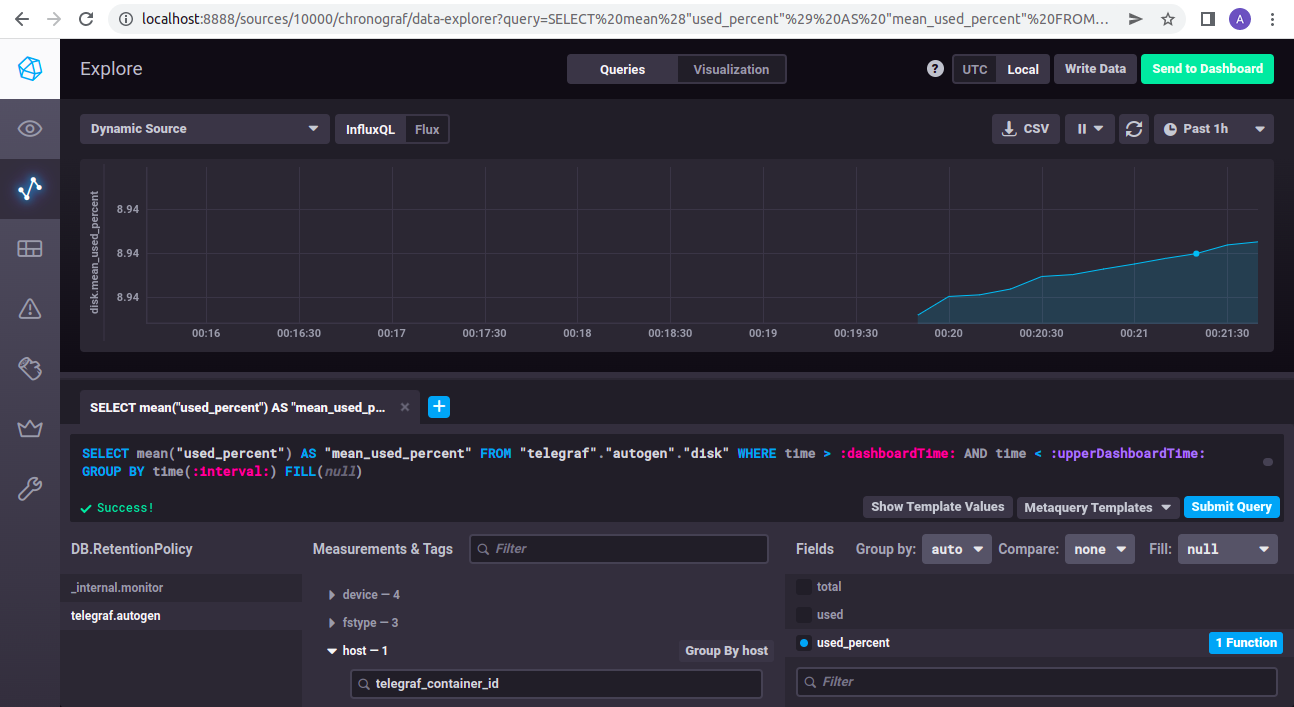 localhost:8888/sources/10000/chronograf/data-explorer?query=SELECT%20mean%28"used_percent"%29%20AS%20"mean_used_percent"%20FROM...
A
Explore
Queries
Visualization
?
UTC
Local
Write Data
Send to Dashboard
Dynamic Source
InfluxQL
Flux
CSV
Past 1h
disk.mean_used_percent
8.94
8.94
8.94
00:16 00:16:30 00:17 00:17:30 00:18 00:18:30 00:19 00:19:30 00:20 00:20:30 00:21 00:21:30
SELECT mean("used_percent") AS "mean_used_p...
SELECT mean("used_percent") AS "mean_used_percent" FROM "telegraf"."autogen"."disk" WHERE time > :dashboardTime: AND time < :upperDashboardTime:
GROUP BY time(:interval:) FILL(null)
Success!
Show Template Values
Metaquery Templates
Submit Query
DB.RetentionPolicy
Measurements & Tags
Filter
Fields
Group by:
auto
Compare:
none
Fill:
null
_internal.monitor
telegraf.autogen
device — 4
fstype — 3
host — 1
Group By host
telegraf_container_id
total
used
used_percent
1 Function
Filter